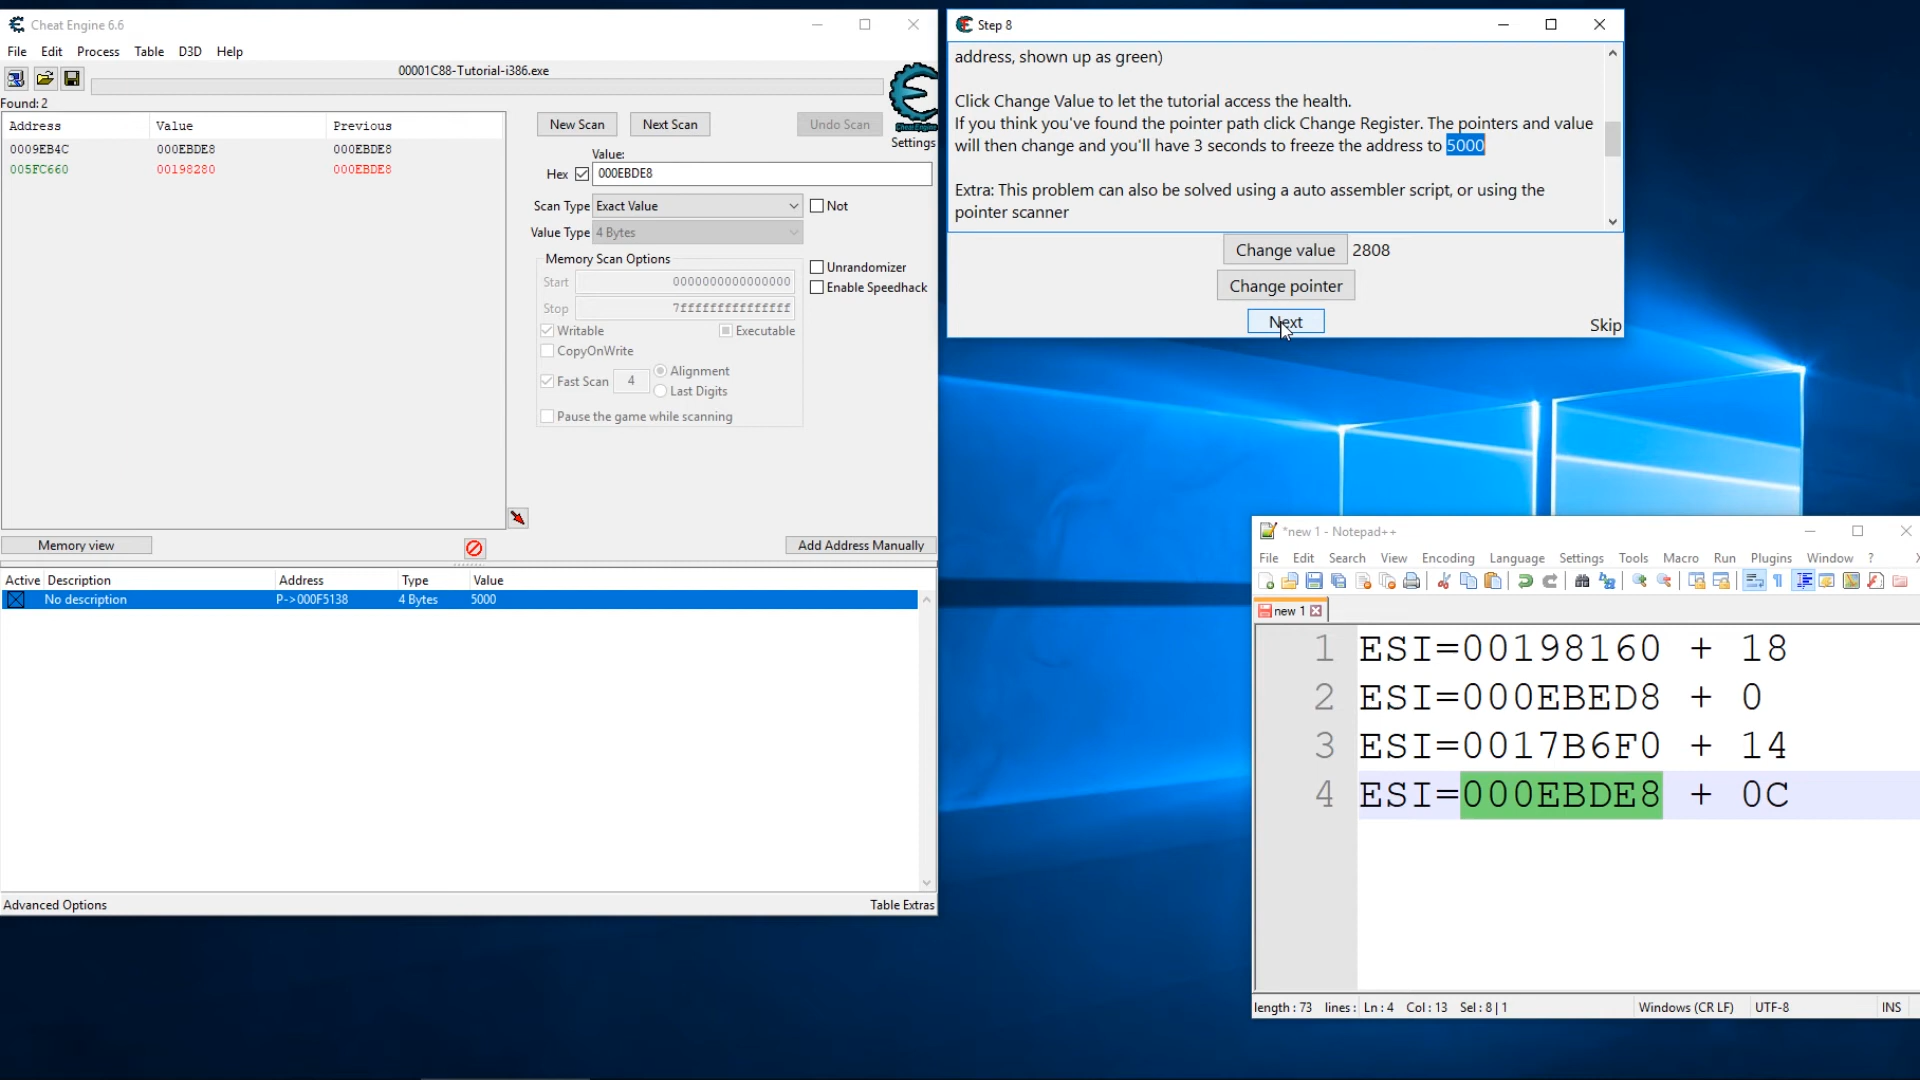 Cheat Engine 6.6
File Edit Process Table D3D Help
00001C88-Tutorial-i386.exe
Found: 2
Address Value Previous
0009EB4C 000EBDE8 000EBDE8
005FC660 00198280 000EBDE8
New Scan Next Scan Undo Scan
Cheat Engine
Settings
Value:
Hex 000EBDE8
Scan Type Exact Value Not
Value Type 4 Bytes
Memory Scan Options
Start 0000000000000000
Stop 7fffffffffffffff
Unrandomizer
Enable Speedhack
Writable Executable
CopyOnWrite
Fast Scan 4 Alignment
Last Digits
Pause the game while scanning
Memory view Add Address Manually
Active Description Address Type Value
No description P->000F5138 4 Bytes 5000
Advanced Options Table Extras
Step 8
address, shown up as green)
Click Change Value to let the tutorial access the health.
If you think you've found the pointer path click Change Register. The pointers and value
will then change and you'll have 3 seconds to freeze the address to 5000
Extra: This problem can also be solved using a auto assembler script, or using the
pointer scanner
Change value 2808
Change pointer
Next
Skip
*new 1 - Notepad++
File Edit Search View Encoding Language Settings Tools Macro Run Plugins Window ? X
new 1
1 ESI=00198160 + 18
2 ESI=000EBED8 + 0
3 ESI=0017B6F0 + 14
4 ESI=000EBDE8 + 0C
length : 73 lines : Ln : 4 Col : 13 Sel : 8 | 1 Windows (CR LF) UTF-8 INS